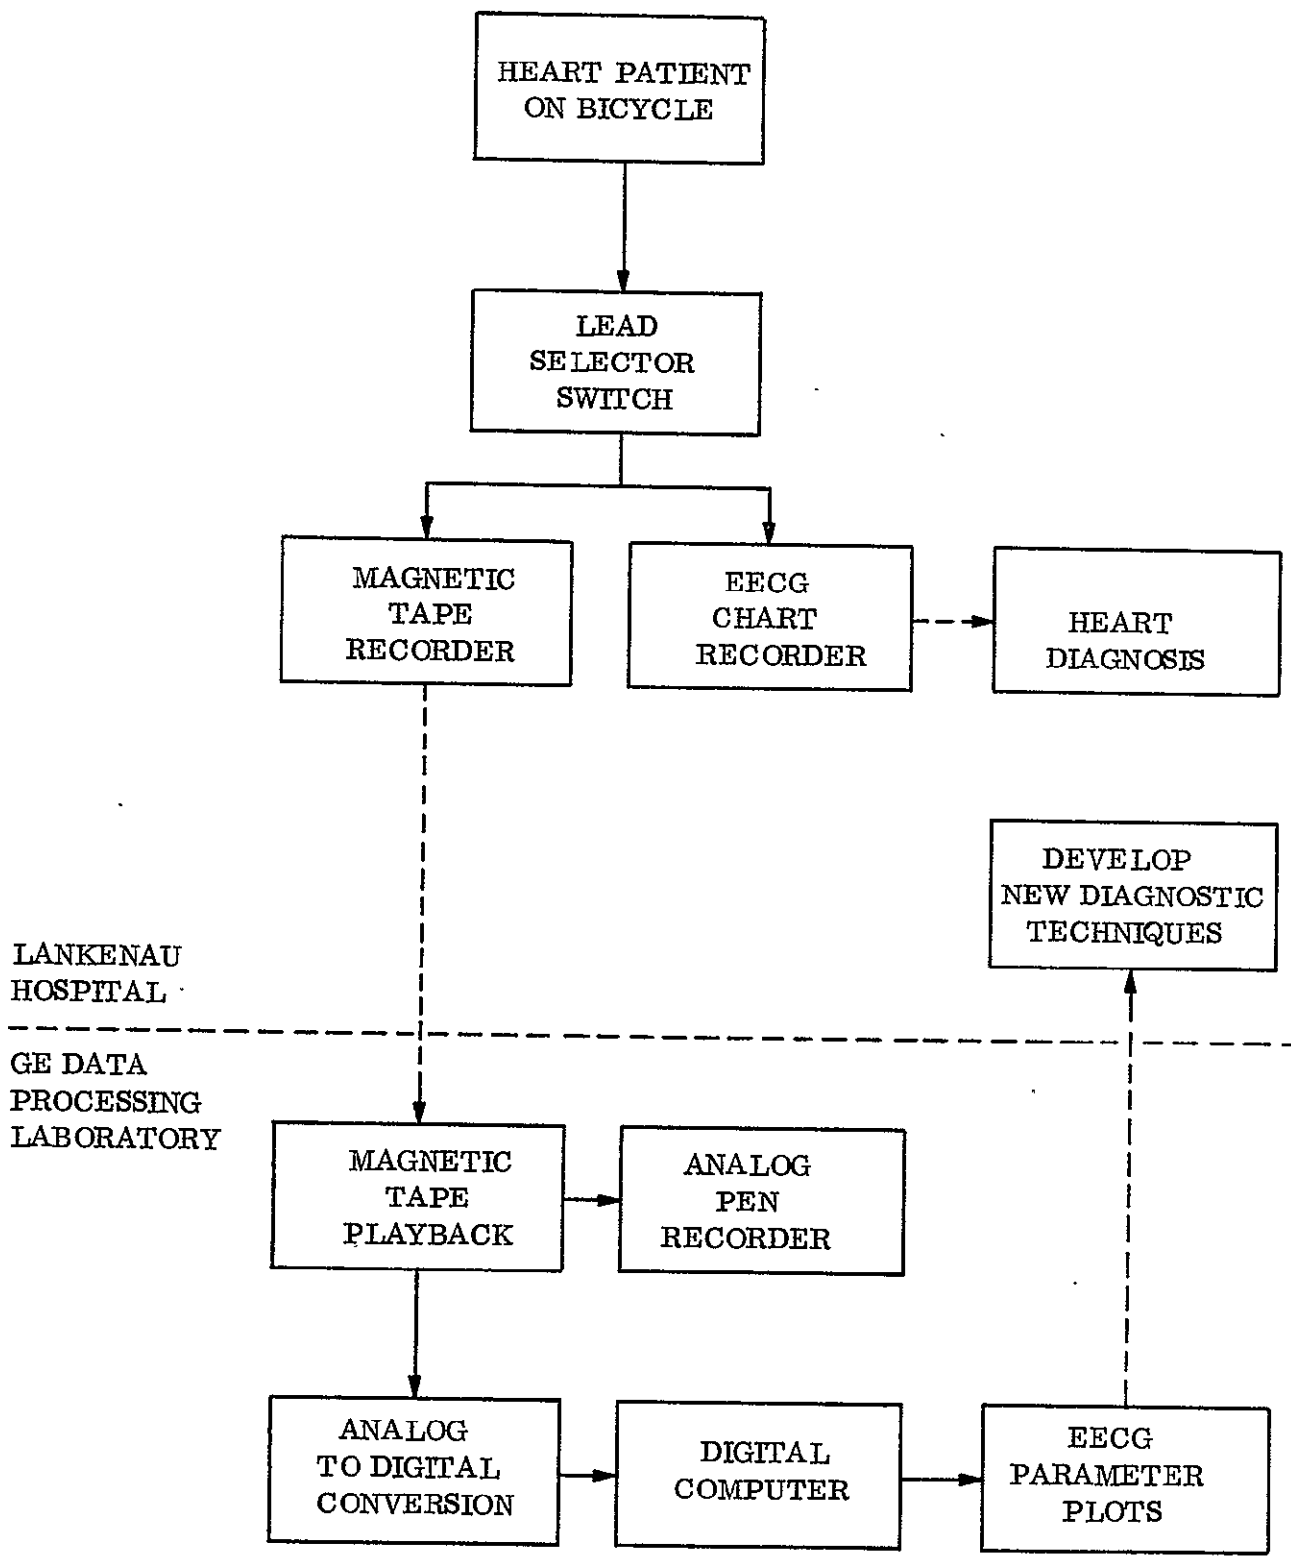 HEART PATIENT
ON BICYCLE
LEAD
SELECTOR
SWITCH
MAGNETIC
TAPE
RECORDER
EECG
CHART
RECORDER
HEART
DIAGNOSIS
DEVELOP
NEW DIAGNOSTIC
TECHNIQUES
LANKENAU
HOSPITAL
GE DATA
PROCESSING
LABORATORY
MAGNETIC
TAPE
PLAYBACK
ANALOG
PEN
RECORDER
ANALOG
TO DIGITAL
CONVERSION
DIGITAL
COMPUTER
EECG
PARAMETER
PLOTS